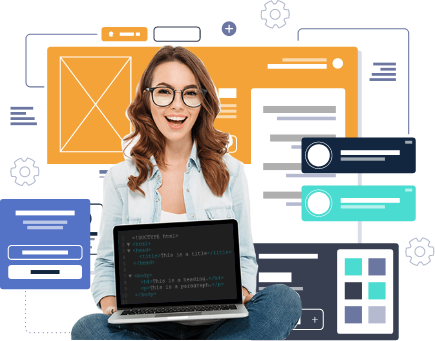 <!DOCTYPE html>
<html>
<head>
<title>This is a title</title>
</head>
<body>
<h1>This is a heading.</h1>
<p>This is a paragraph.</p>
</body>